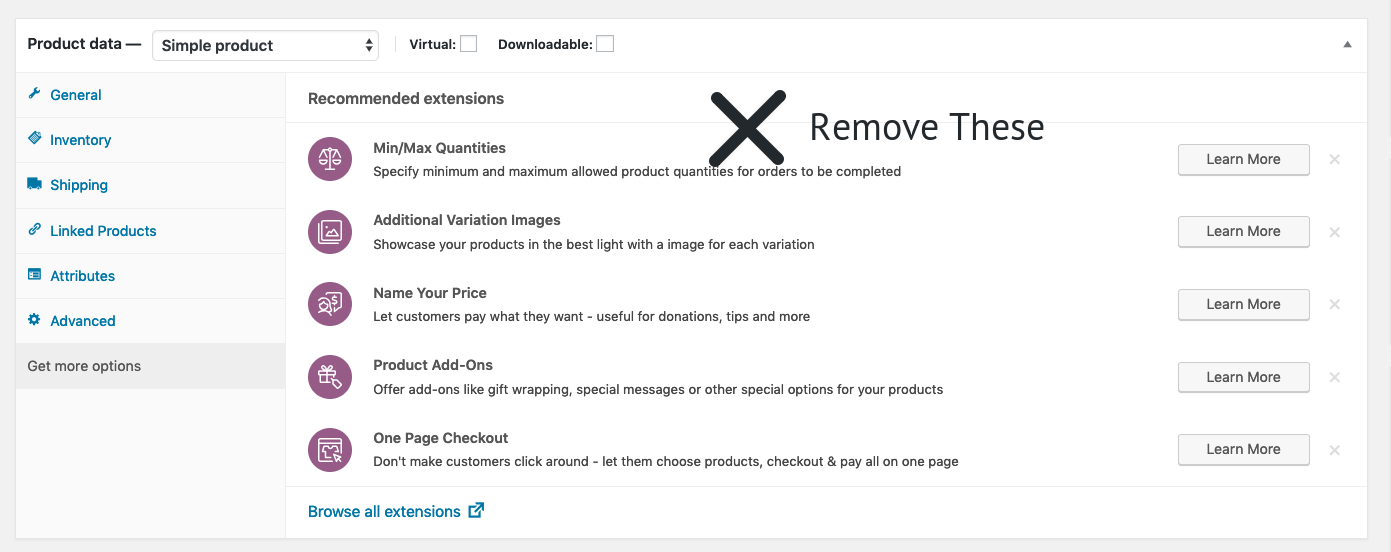 Product data — Simple product Virtual: Downloadable:
General
Inventory
Shipping
Linked Products
Attributes
Advanced
Get more options
Recommended extensions
Remove These
Min/Max Quantities
Specify minimum and maximum allowed product quantities for orders to be completed
Learn More
Additional Variation Images
Showcase your products in the best light with a image for each variation
Learn More
Name Your Price
Let customers pay what they want - useful for donations, tips and more
Learn More
Product Add-Ons
Offer add-ons like gift wrapping, special messages or other special options for your products
Learn More
One Page Checkout
Don't make customers click around - let them choose products, checkout & pay all on one page
Learn More
Browse all extensions